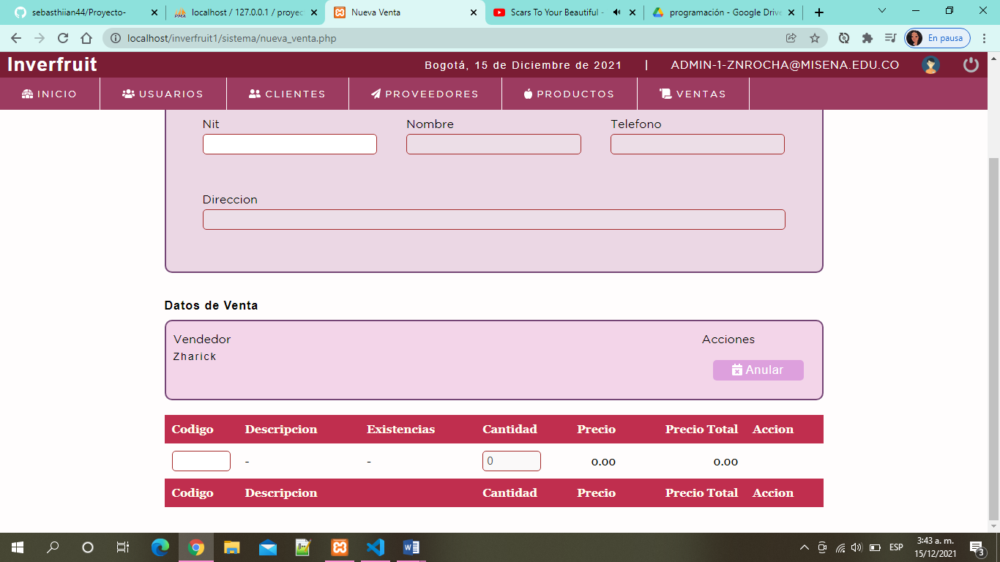 sebasthiian44/Proyecto-
localhost / 127.0.0.1 / proyec
Nueva Venta
Scars To Your Beautiful -
programación - Google Drive
localhost/inverfruit1/sistema/nueva_venta.php
En pausa
Inverfruit
Bogotá, 15 de Diciembre de 2021 | ADMIN-1-ZNROCHA@MISENA.EDU.CO
INICIO USUARIOS CLIENTES PROVEEDORES PRODUCTOS VENTAS
Nit Nombre Telefono
Direccion
Datos de Venta
Vendedor Acciones
Zharick
Anular
Codigo Descripcion Existencias Cantidad Precio Precio Total Accion
- - 0 0.00 0.00
Codigo Descripcion Cantidad Precio Precio Total Accion
ESP
3:43 a. m.
15/12/2021
3